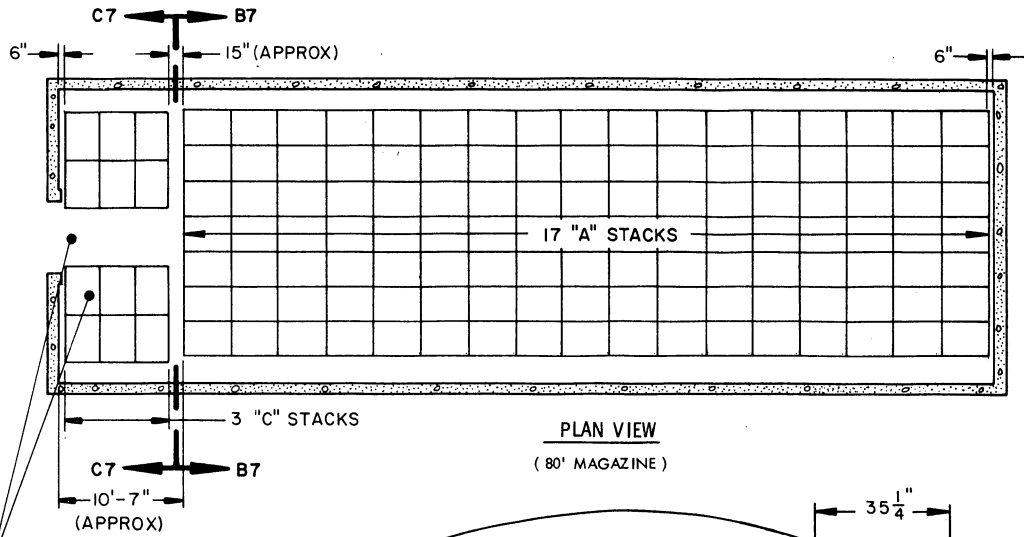 C7 B7
6" 15" (APPROX) 6"
17 "A" STACKS
3 "C" STACKS
PLAN VIEW
( 80' MAGAZINE )
C7 B7
10'-7"
(APPROX)
35 1/4"